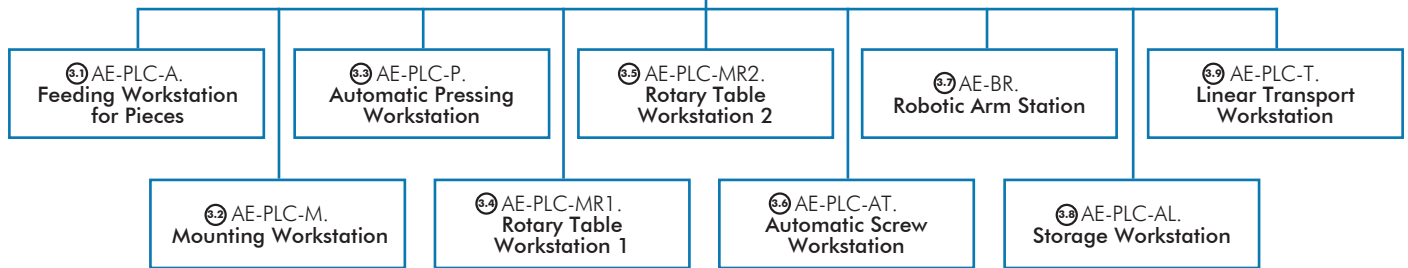 3.1 AE-PLC-A.
Feeding Workstation
for Pieces
3.3 AE-PLC-P.
Automatic Pressing
Workstation
3.5 AE-PLC-MR2.
Rotary Table
Workstation 2
3.7 AE-BR.
Robotic Arm Station
3.9 AE-PLC-T.
Linear Transport
Workstation
3.2 AE-PLC-M.
Mounting Workstation
3.4 AE-PLC-MR1.
Rotary Table
Workstation 1
3.6 AE-PLC-AT.
Automatic Screw
Workstation
3.8 AE-PLC-AL.
Storage Workstation